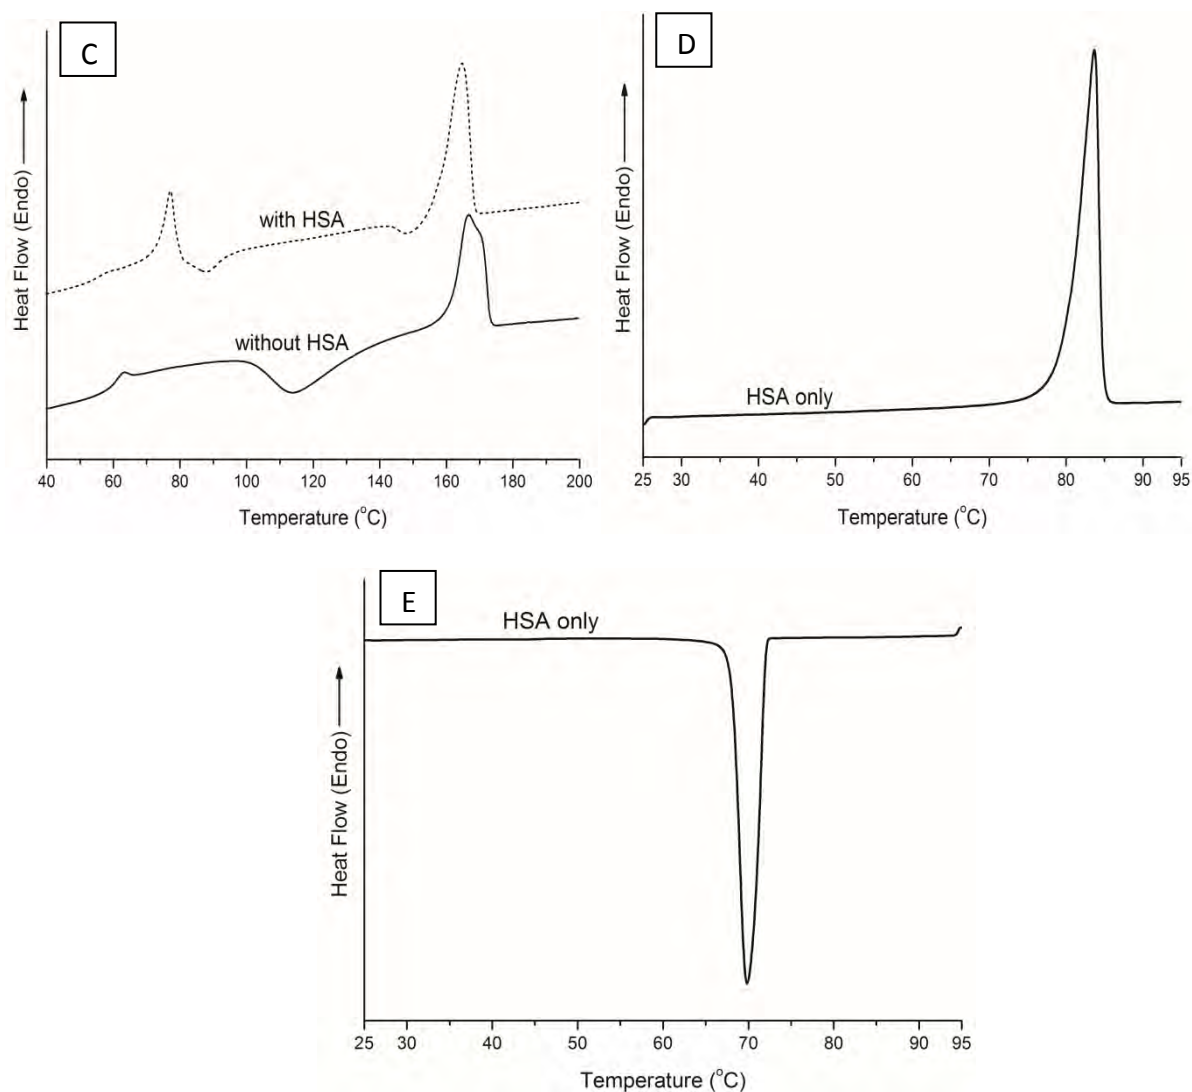 C
Heat Flow (Endo)
with HSA
without HSA
40 60 80 100 120 140 160 180 200
Temperature (°C)
D
Heat Flow (Endo)
HSA only
25 30 40 50 60 70 80 90 95
Temperature (°C)
E
HSA only
Heat Flow (Endo)
25 30 40 50 60 70 80 90 95
Temperature (°C)